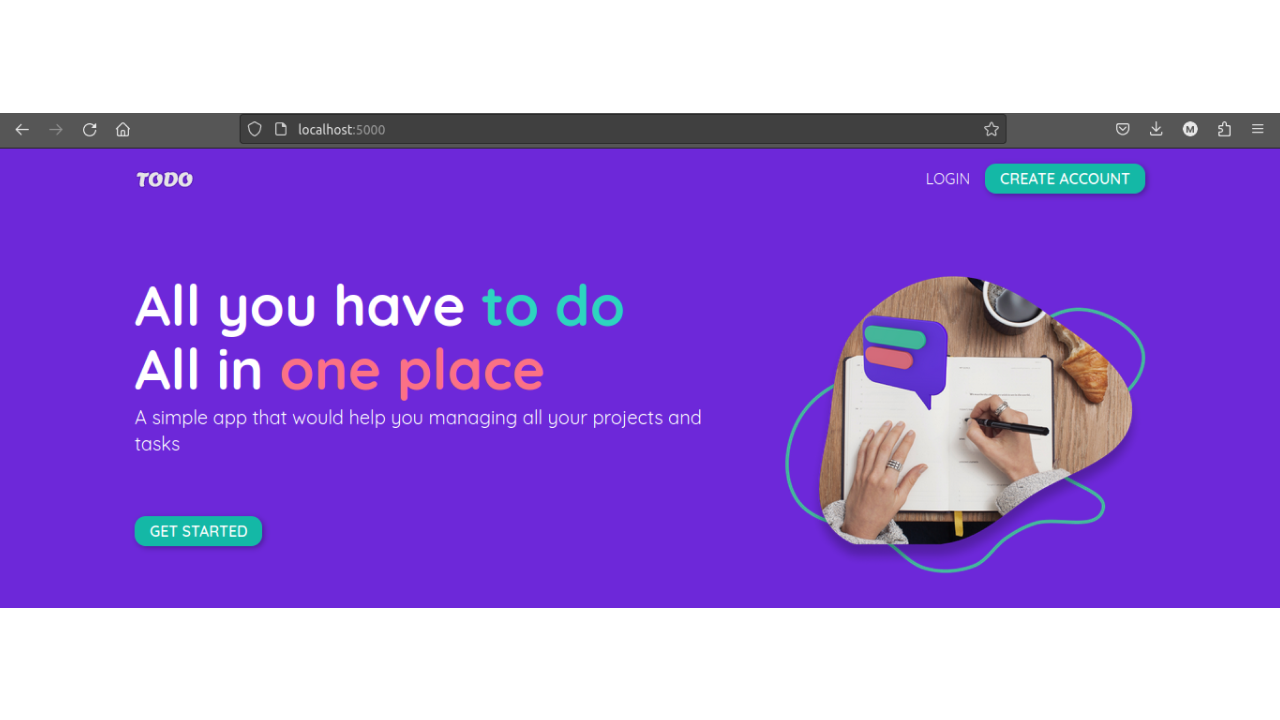 localhost:5000
M
TODO
LOGIN
CREATE ACCOUNT
All you have to do
All in one place
A simple app that would help you managing all your projects and
tasks
GET STARTED